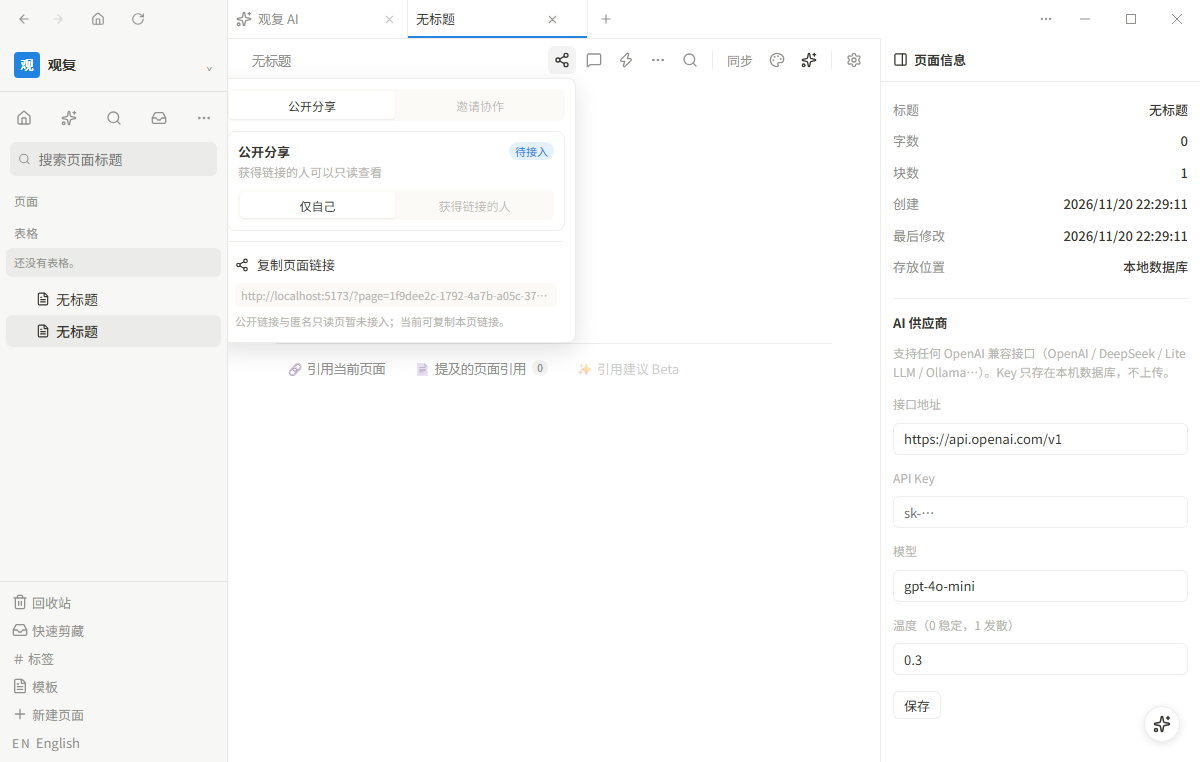 观复 AI
无标题
观 观复
无标题
同步
页面信息
搜索页面标题
页面
表格
还没有表格。
无标题
无标题
回收站
快速剪藏
# 标签
模板
新建页面
EN English
公开分享
邀请协作
公开分享
待接入
获得链接的人可以只读查看
仅自己
获得链接的人
复制页面链接
http://localhost:5173/?page=1f9dee2c-1792-4a7b-a05c-37…
公开链接与匿名只读页暂未接入；当前可复制本页链接。
引用当前页面
提及的页面引用 0
引用建议 Beta
标题 无标题
字数 0
块数 1
创建 2026/11/20 22:29:11
最后修改 2026/11/20 22:29:11
存放位置 本地数据库
AI 供应商
支持任何 OpenAI 兼容接口（OpenAI / DeepSeek / Lite
LLM / Ollama…）。Key 只存在本机数据库，不上传。
接口地址
https://api.openai.com/v1
API Key
sk-…
模型
gpt-4o-mini
温度（0 稳定，1 发散）
0.3
保存